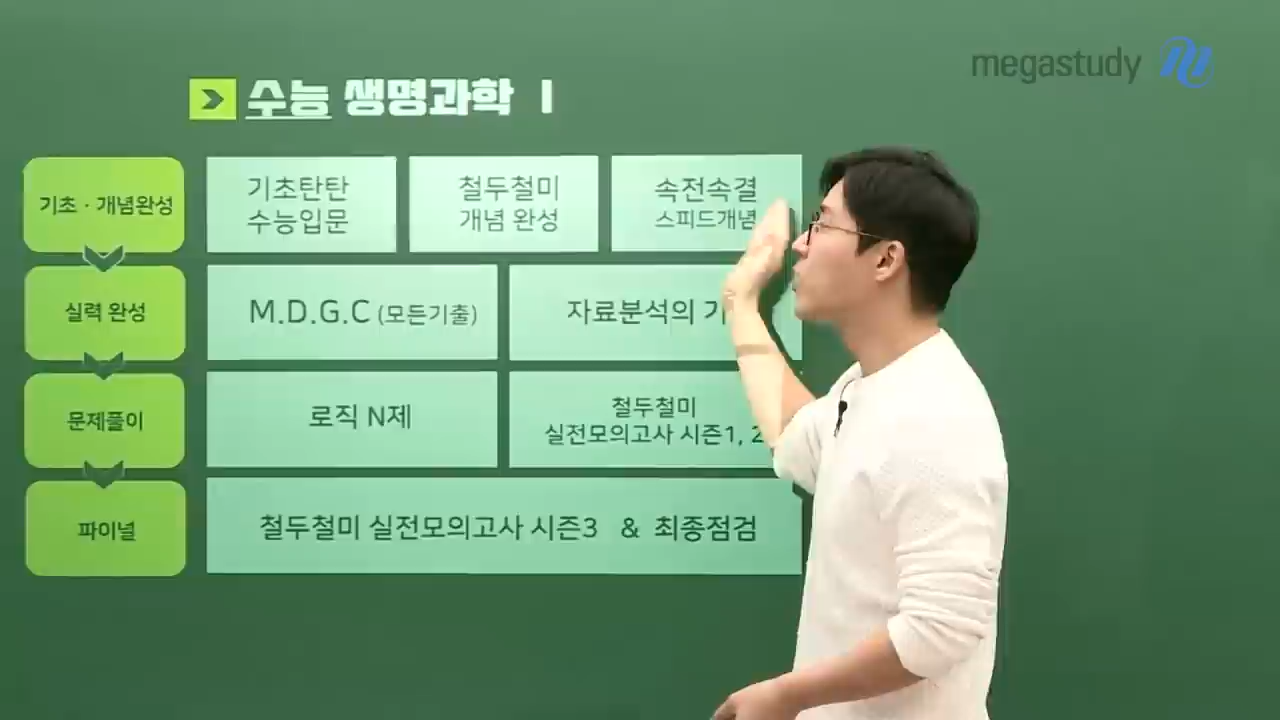 megastudy
수능 생명과학 I
기초 · 개념완성
기초탄탄
수능입문
철두철미
개념 완성
속전속결
스피드개념
실력 완성
M.D.G.C (모든기출)
자료분석의
문제풀이
로직 N제
철두철미
실전모의고사 시즌1, 2
파이널
철두철미 실전모의고사 시즌3 & 최종점검